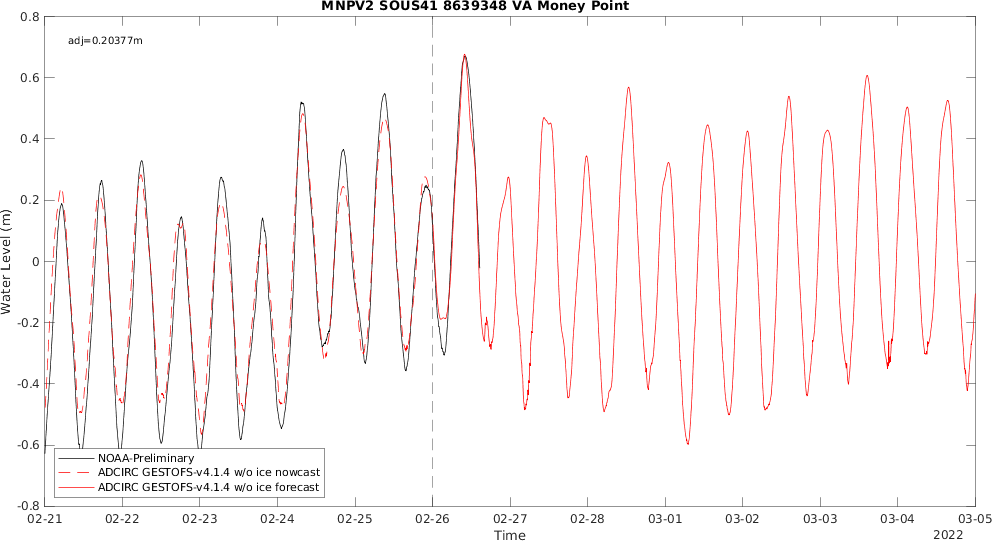 MNPV2 SOUS41 8639348 VA Money Point
adj=0.20377m
0.8
0.6
0.4
0.2
0
-0.2
-0.4
-0.6
-0.8
Water Level (m)
NOAA-Preliminary
ADCIRC GESTOFS-v4.1.4 w/o ice nowcast
ADCIRC GESTOFS-v4.1.4 w/o ice forecast
02-21 02-22 02-23 02-24 02-25 02-26 02-27 02-28 03-01 03-02 03-03 03-04 03-05
Time
2022